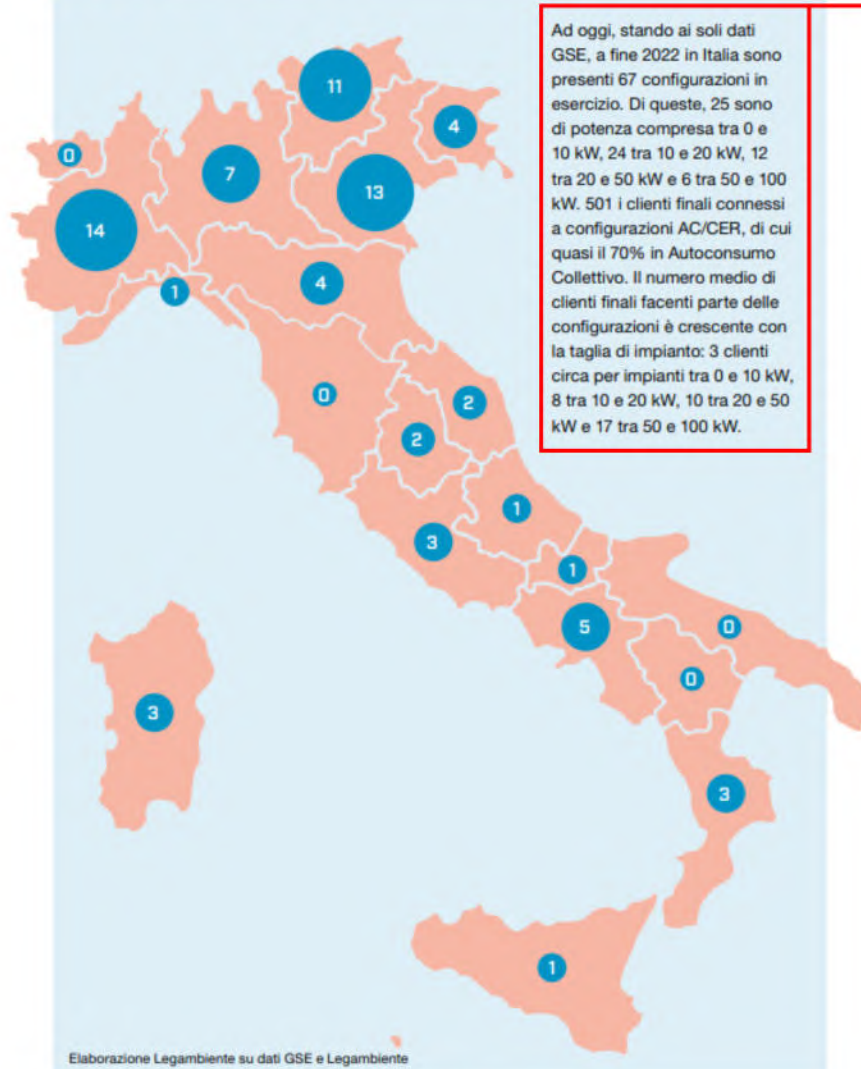 Ad oggi, stando ai soli dati
GSE, a fine 2022 in Italia sono
presenti 67 configurazioni in
esercizio. Di queste, 25 sono
di potenza compresa tra 0 e
10 kW, 24 tra 10 e 20 kW, 12
tra 20 e 50 kW e 6 tra 50 e 100
kW. 501 i clienti finali connessi
a configurazioni AC/CER, di cui
quasi il 70% in Autoconsumo
Collettivo. Il numero medio di
clienti finali facenti parte delle
configurazioni è crescente con
la taglia di impianto: 3 clienti
circa per impianti tra 0 e 10 kW,
8 tra 10 e 20 kW, 10 tra 20 e 50
kW e 17 tra 50 e 100 kW.
11
4
0
7
13
14
1
4
0
2
2
1
3
1
5
0
0
3
3
1
Elaborazione Legambiente su dati GSE e Legambiente